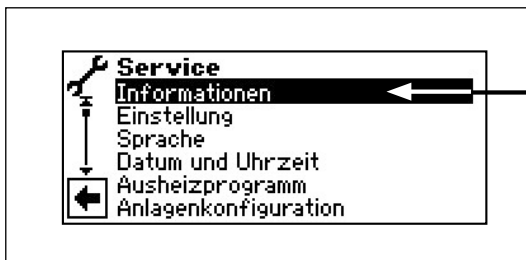 Service
Informationen
Einstellung
Sprache
Datum und Uhrzeit
Ausheizprogramm
Anlagenkonfiguration